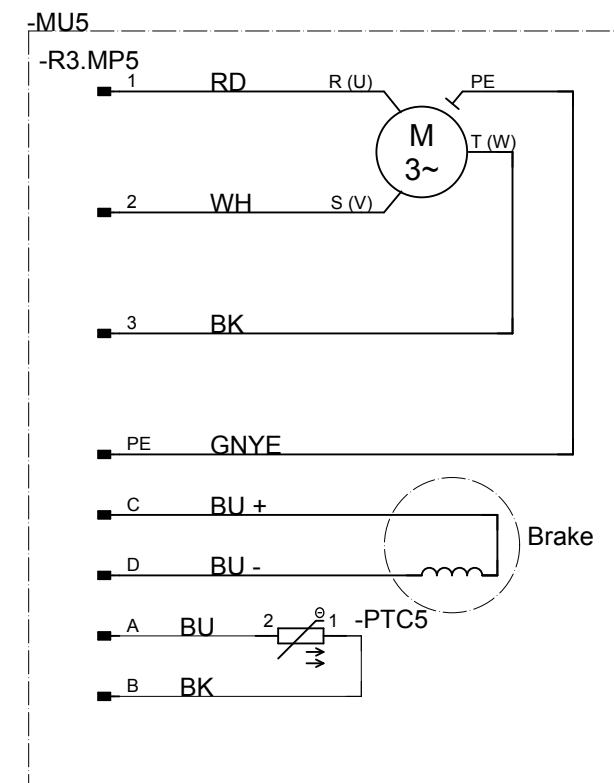 -MU5
-R3.MP5
1 RD R (U) PE
M
3~
T (W)
2 WH S (V)
3 BK
PE GNYE
C BU +
Brake
D BU -
A BU 2 Θ 1 -PTC5
B BK